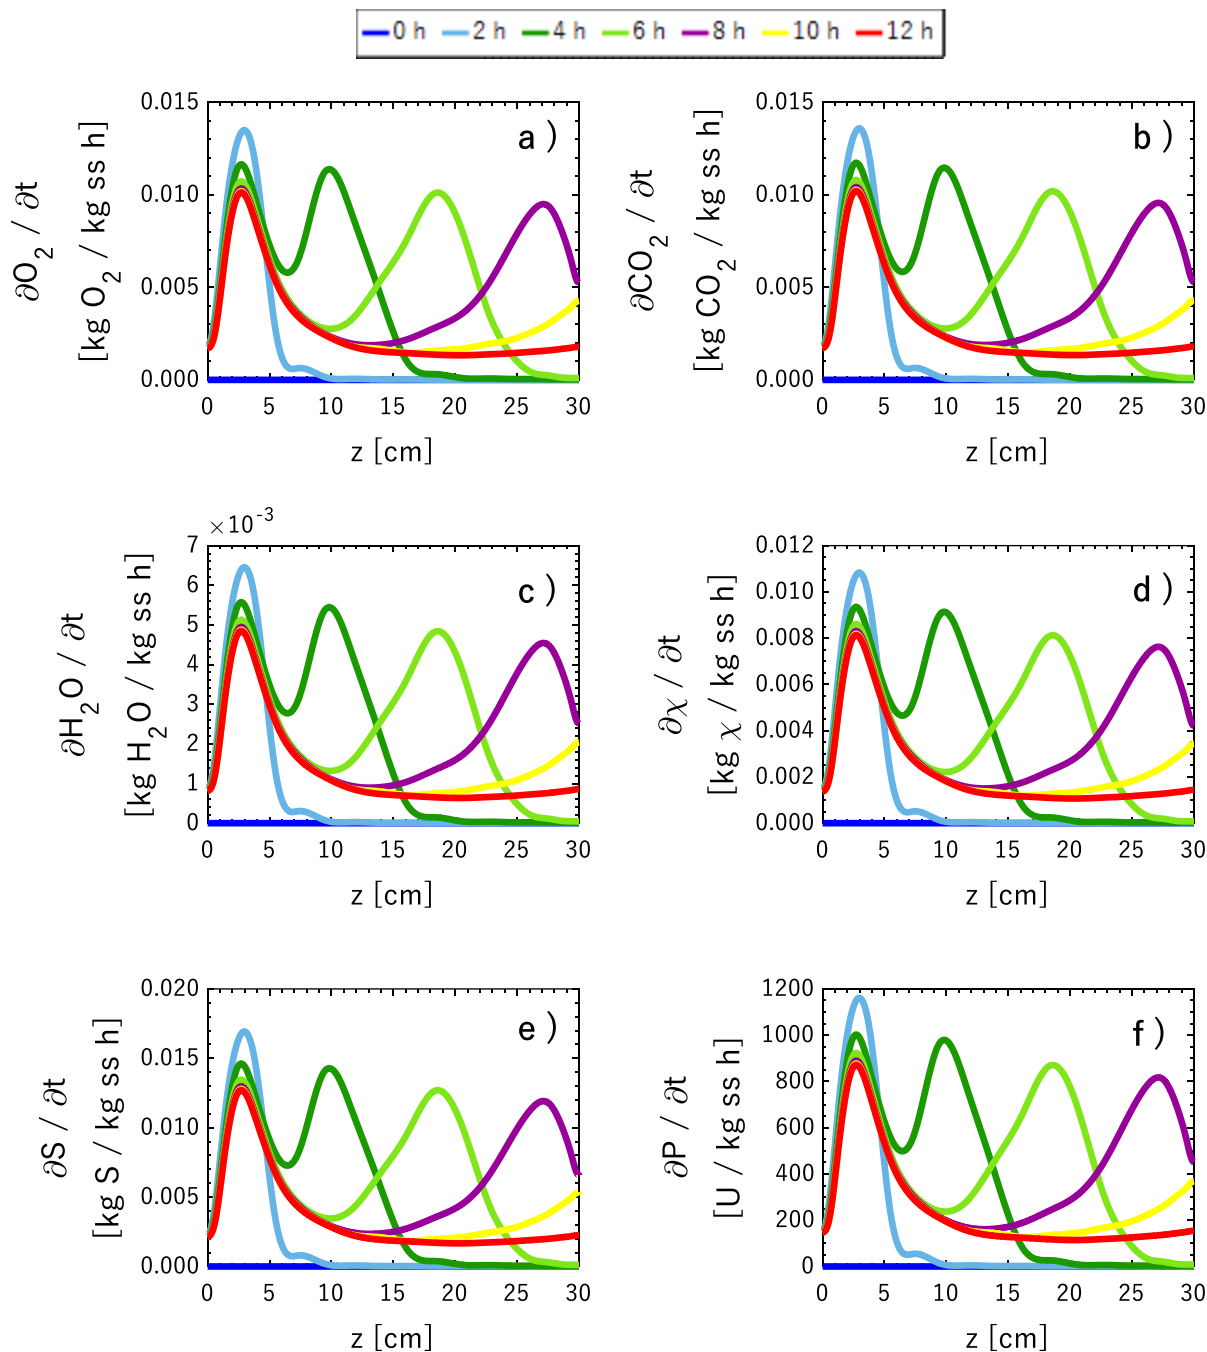 0 h 2 h 4 h 6 h 8 h 10 h 12 h
∂O2 / ∂t
[kg O2 / kg ss h]
0.015
0.010
0.005
0.000
a )
0 5 10 15 20 25 30
z [cm]
∂CO2 / ∂t
[kg CO2 / kg ss h]
0.015
0.010
0.005
0.000
b )
0 5 10 15 20 25 30
z [cm]
∂H2O / ∂t
[kg H2O / kg ss h]
×10-3
7
6
5
4
3
2
1
0
c )
0 5 10 15 20 25 30
z [cm]
∂χ / ∂t
[kg χ / kg ss h]
0.012
0.010
0.008
0.006
0.004
0.002
0.000
d )
0 5 10 15 20 25 30
z [cm]
∂S / ∂t
[kg S / kg ss h]
0.020
0.015
0.010
0.005
0.000
e )
0 5 10 15 20 25 30
z [cm]
∂P / ∂t
[U / kg ss h]
1200
1000
800
600
400
200
0
f )
0 5 10 15 20 25 30
z [cm]